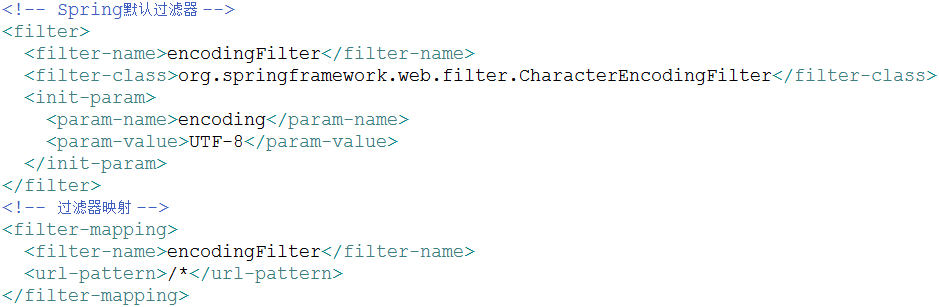 <!-- Spring默认过滤器 -->
<filter>
  <filter-name>encodingFilter</filter-name>
  <filter-class>org.springframework.web.filter.CharacterEncodingFilter</filter-class>
  <init-param>
    <param-name>encoding</param-name>
    <param-value>UTF-8</param-value>
  </init-param>
</filter>
<!-- 过滤器映射 -->
<filter-mapping>
  <filter-name>encodingFilter</filter-name>
  <url-pattern>/*</url-pattern>
</filter-mapping>